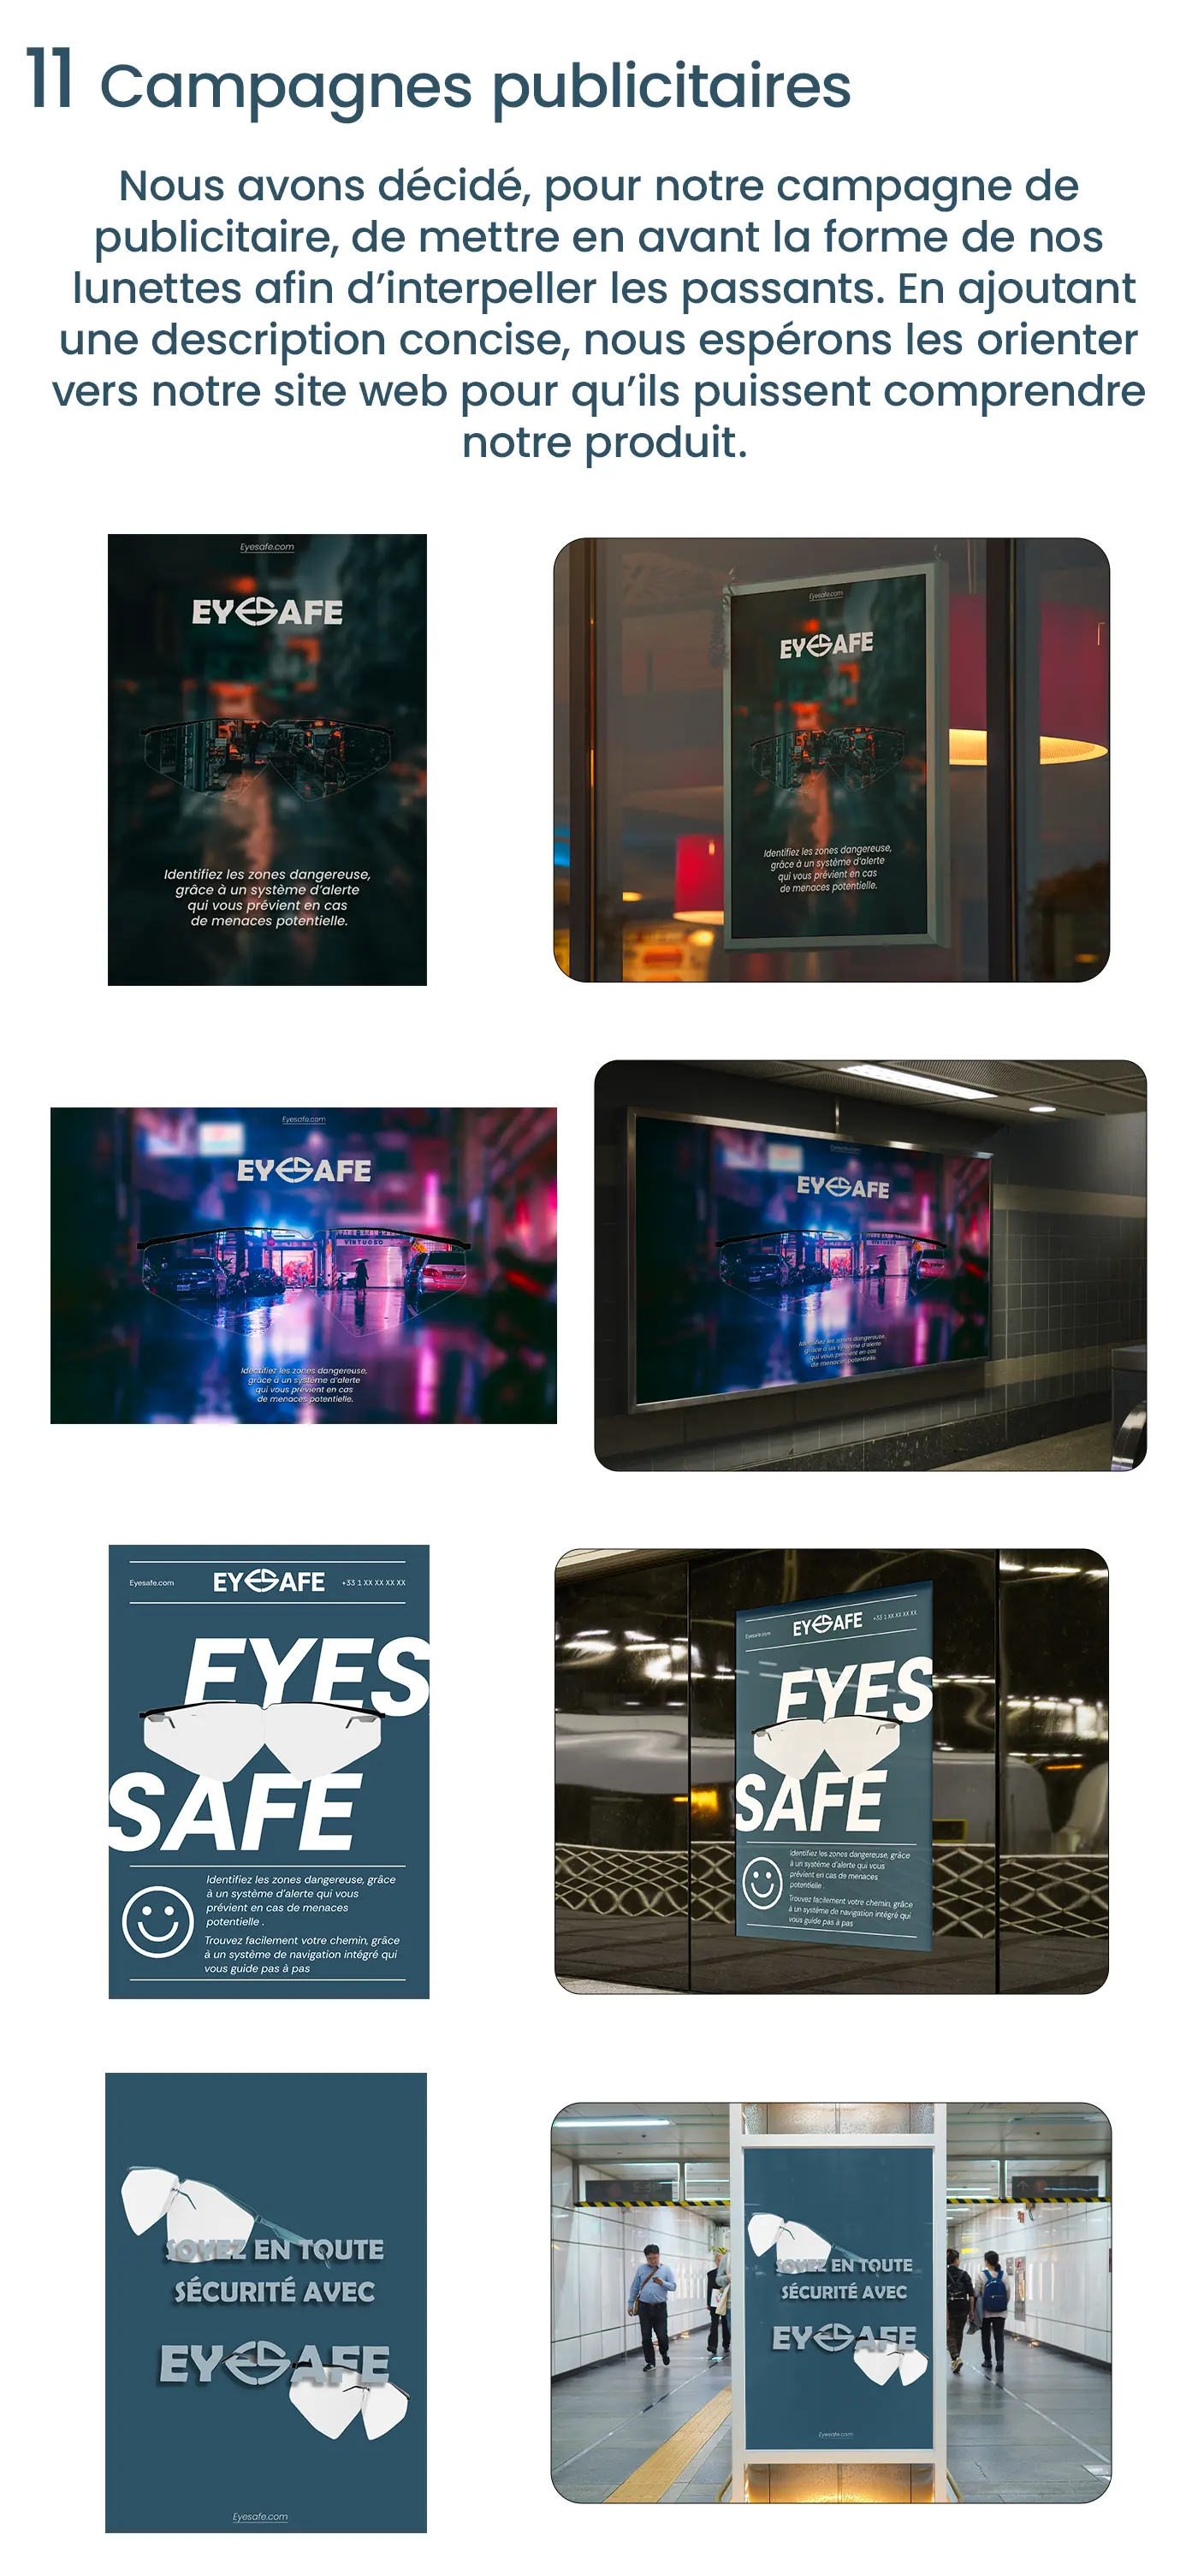 11 Campagnes publicitaires
Nous avons décidé, pour notre campagne de
publicitaire, de mettre en avant la forme de nos
lunettes afin d’interpeller les passants. En ajoutant
une description concise, nous espérons les orienter
vers notre site web pour qu’ils puissent comprendre
notre produit.
Eyesafe.com
EYESAFE
Identifiez les zones dangereuse,
grâce à un système d’alerte
qui vous prévient en cas
de menaces potentielle.
Eyesafe.com
EYESAFE
Identifiez les zones dangereuse,
grâce à un système d’alerte
qui vous prévient en cas
de menaces potentielle.
Eyesafe.com
EYESAFE
VIRTUOSO
Identifiez les zones dangereuse,
grâce à un système d’alerte
qui vous prévient en cas
de menaces potentielle.
EYESAFE
Identifiez les zones dangereuse,
grâce à un système d’alerte
qui vous prévient en cas
de menaces potentielle.
Eyesafe.com EYESAFE +33 1 XX XX XX XX
EYES
SAFE
Identifiez les zones dangereuse, grâce
à un système d’alerte qui vous
prévient en cas de menaces
potentielle .
Trouvez facilement votre chemin, grâce
à un système de navigation intégré qui
vous guide pas à pas
Eyesafe.com EYESAFE +33 1 XX XX XX XX
EYES
SAFE
Identifiez les zones dangereuse, grâce
à un système d’alerte qui vous
prévient en cas de menaces
potentielle .
Trouvez facilement votre chemin, grâce
à un système de navigation intégré qui
vous guide pas à pas
SOYEZ EN TOUTE
SÉCURITÉ AVEC
EYESAFE
Eyesafe.com
SOYEZ EN TOUTE
SÉCURITÉ AVEC
EYESAFE
Eyesafe.com